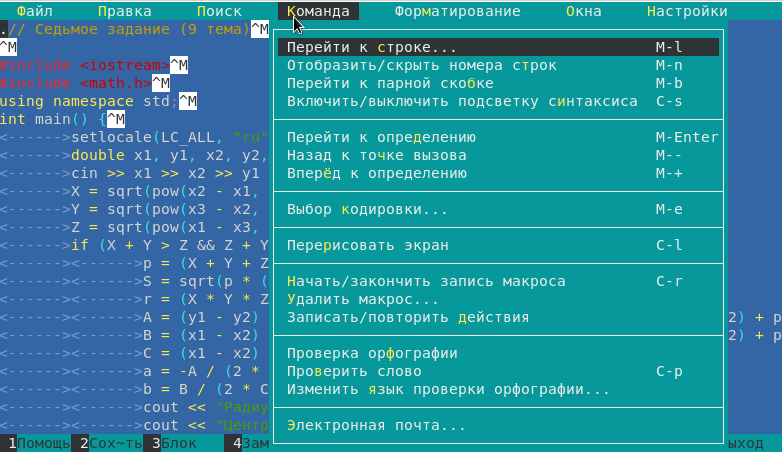 Файл Правка Поиск Команда Форматирование Окна Настройки
.// Седьмое задание (9 тема)^M
^M
Перейти к строке... M-l
Отобразить/скрыть номера строк M-n
#include <iostream>^M
#include <math.h>^M
Перейти к парной скобке M-b
using namespace std;^M
Включить/выключить подсветку синтаксиса C-s
int main() {^M
<------>setlocale(LC_ALL, "ru"
Перейти к определению M-Enter
<------>double x1, y1, x2, y2,
Назад к точке вызова M--
<------>cin >> x1 >> x2 >> y1
Вперёд к определению M-+
<------>X = sqrt(pow(x2 - x1,
<------>Y = sqrt(pow(x3 - x2,
Выбор кодировки... M-e
<------>Z = sqrt(pow(x1 - x3,
<------>if (X + Y > Z && Z + Y
Перерисовать экран C-l
<------><------>p = (X + Y + Z
<------><------>S = sqrt(p * (
Начать/закончить запись макроса C-r
<------><------>r = (X * Y * Z
Удалить макрос...
<------><------>A = (y1 - y2)
Записать/повторить действия
2) + p
<------><------>B = (x1 - x2)
2) + p
<------><------>C = (x1 - x2)
Проверка орфографии
<------><------>a = -A / (2 *
Проверить слово C-p
<------><------>b = B / (2 * C
Изменить язык проверки орфографии...
<------><------>cout << "Радиу
<------><------>cout << "Центр
Электронная почта...
1Помощь 2Сох~ть 3Блок 4Зам ыход